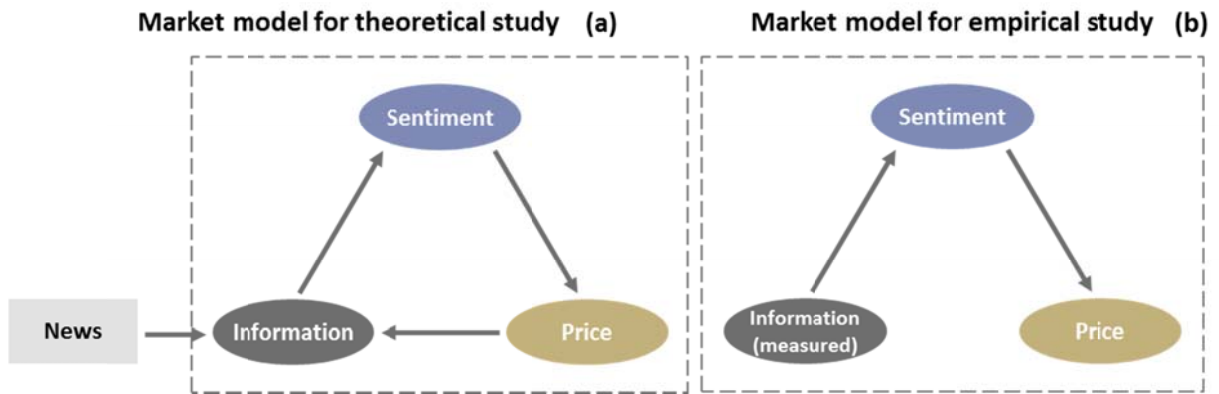 Market model for theoretical study (a)
Market model for empirical study (b)
Sentiment
Sentiment
News
Information
Price
Information
(measured)
Price